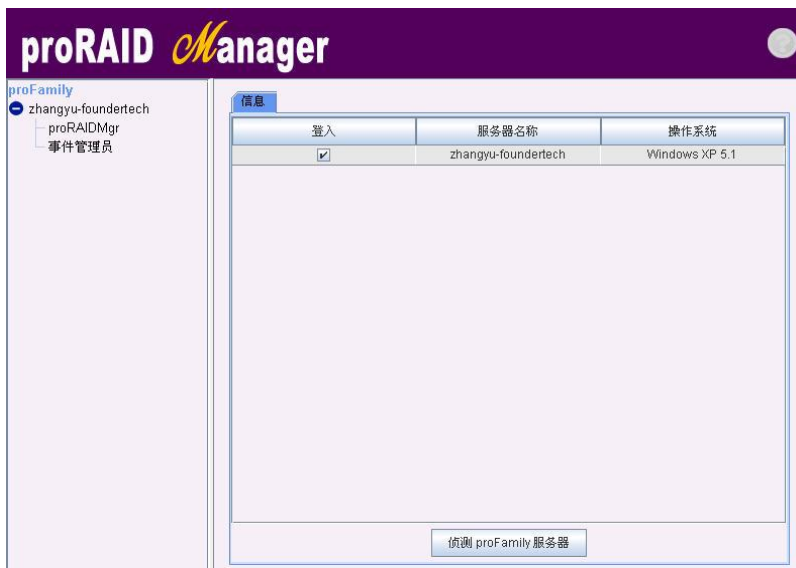 proRAID Manager
proFamily
zhangyu-foundertech
proRAIDMgr
事件管理员
信息
登入 服务器名称 操作系统
zhangyu-foundertech Windows XP 5.1
侦测 proFamily 服务器